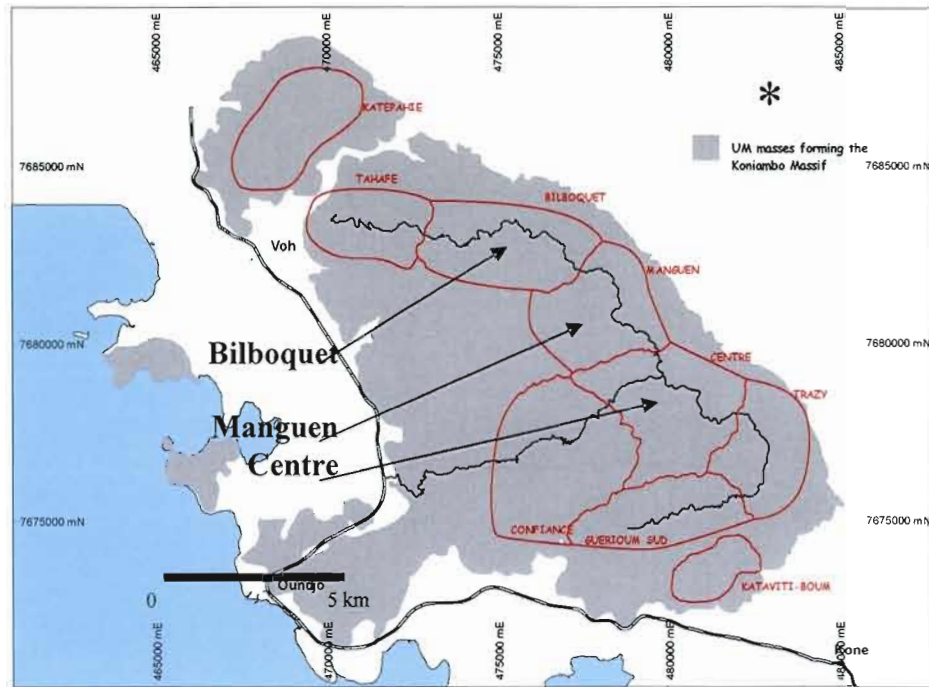 465000 mE
470000 mE
475000 mE
480000 mE
485000 mE
*
KATEPAHIE
UM masses forming the
Koniambo Massif
7685000 mN
7685000 mN
TAHAFE
BILBOQUET
Voh
MANGUEN
7680000 mN
7680000 mN
Bilboquet
CENTRE
TRAZY
Manguen
Centre
7675000 mN
7675000 mN
CONFIANCE
GUERIOUM SUD
Oundjo
KATAVITI-BOUM
0
5 km
465000 mE
470000 mE
475000 mE
480000 mE
Kone